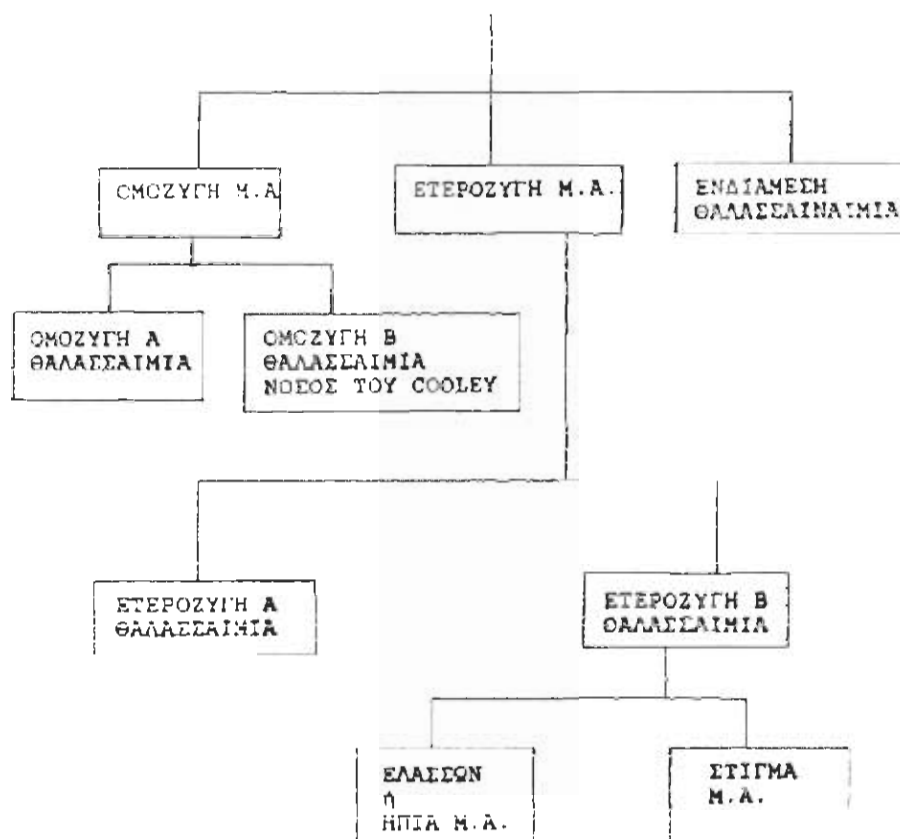 ΟΜΟΖΥΓΗ Μ.Α
ΕΤΕΡΟΖΥΓΗ Μ.Α.
ΕΝΔΙΑΜΕΣΗ
ΘΑΛΑΣΣΑΙΝΑΙΜΙΑ
ΟΜΟΖΥΓΗ Α
ΘΑΛΑΣΣΑΙΜΙΑ
ΟΜΟΖΥΓΗ Β
ΘΑΛΑΣΣΑΙΜΙΑ
ΝΟΣΟΣ ΤΟΥ COOLEY
ΕΤΕΡΟΖΥΓΗ Α
ΘΑΛΑΣΣΑΙΜΙΑ
ΕΤΕΡΟΖΥΓΗ Β
ΘΑΛΑΣΣΑΙΜΙΑ
ΕΛΑΣΣΩΝ
ή
ΗΠΙΑ Μ.Α.
ΣΤΙΓΜΑ
Μ.Α.